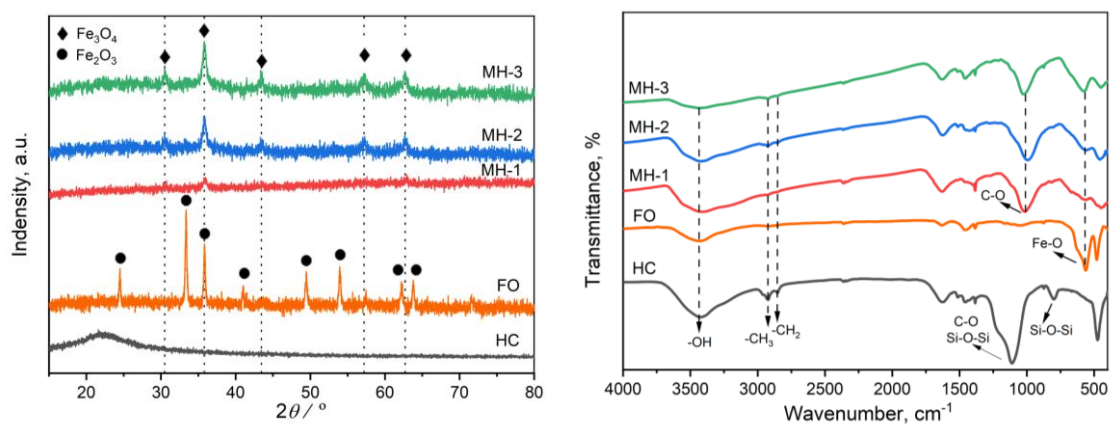 Fe₃O₄
Fe₂O₃
MH-3
MH-2
MH-1
FO
HC
Indensity, a.u.
20 30 40 50 60 70 80
2θ / °
MH-3
MH-2
MH-1
C-O
FO
Fe-O
HC
-OH
-CH₃
-CH₂
C-O
Si-O-Si
Si-O-Si
Transmittance, %
4000 3500 3000 2500 2000 1500 1000 500
Wavenumber, cm⁻¹